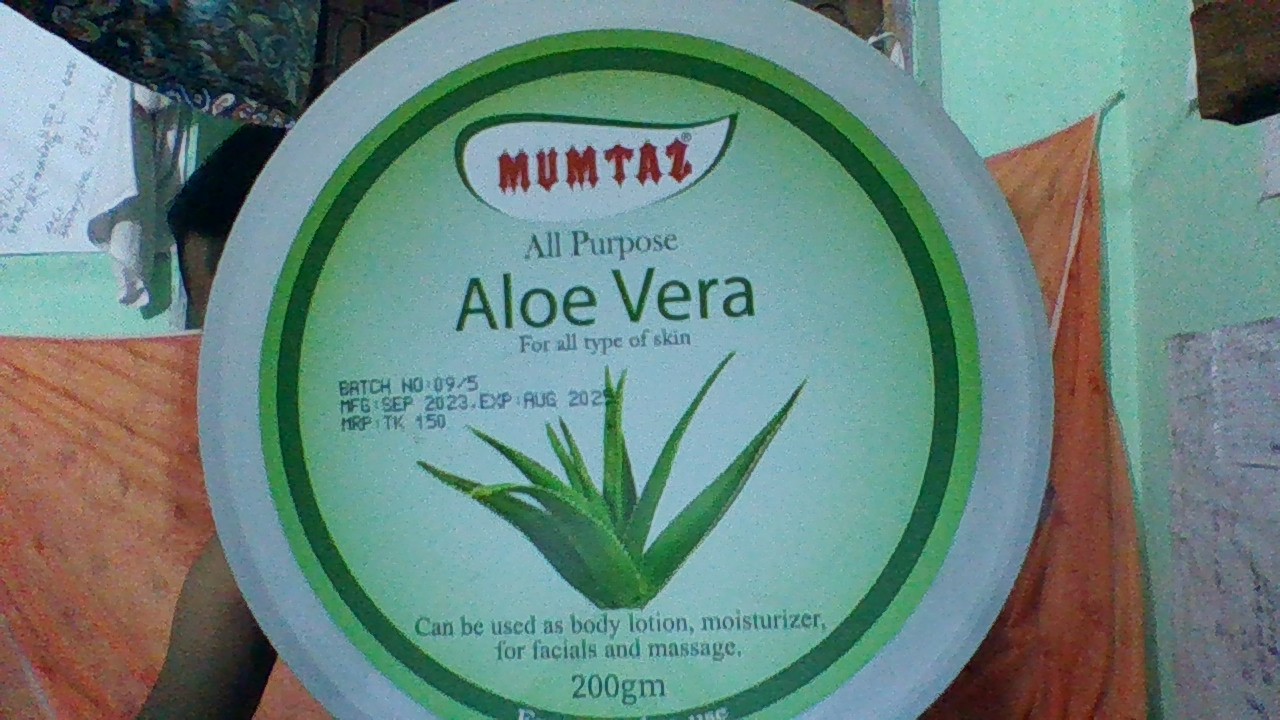 MUMTAZ®
All Purpose
Aloe Vera
For all type of skin
BATCH NO:09/5
MFG:SEP 2023.EXP:AUG 2025
MRP:TK 150
Can be used as body lotion, moisturizer,
for facials and massage,
200gm